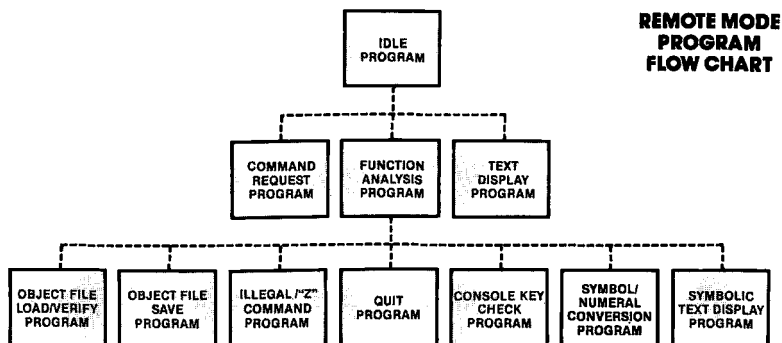 REMOTE MODE
PROGRAM
FLOW CHART
IDLE
PROGRAM
COMMAND
REQUEST
PROGRAM
FUNCTION
ANALYSIS
PROGRAM
TEXT
DISPLAY
PROGRAM
OBJECT FILE
LOAD/VERIFY
PROGRAM
OBJECT FILE
SAVE
PROGRAM
ILLEGAL/"Z"
COMMAND
PROGRAM
QUIT
PROGRAM
CONSOLE KEY
CHECK
PROGRAM
SYMBOL/
NUMERAL
CONVERSION
PROGRAM
SYMBOLIC
TEXT DISPLAY
PROGRAM